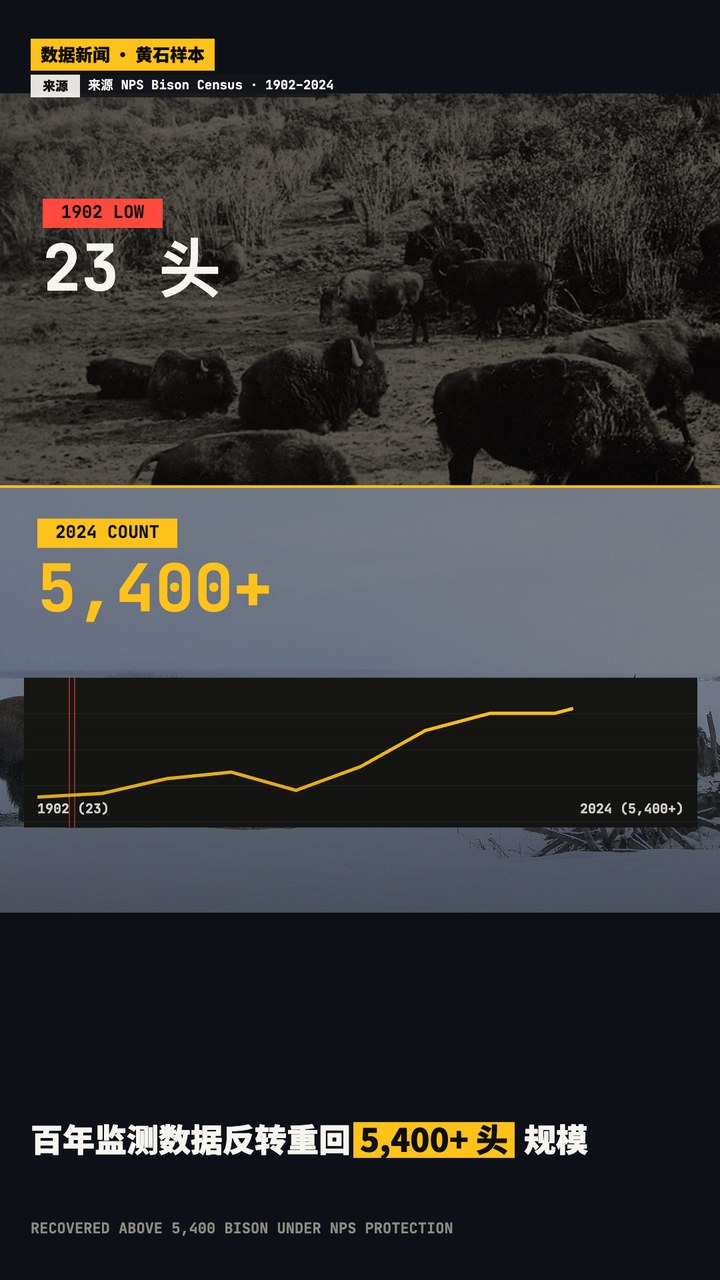 数据新闻 • 黄石样本
来源 来源 NPS Bison Census · 1902–2024
1902 LOW
23 头
2024 COUNT
5,400+
1902 (23)
2024 (5,400+)
百年监测数据反转重回 5,400+ 头 规模
RECOVERED ABOVE 5,400 BISON UNDER NPS PROTECTION